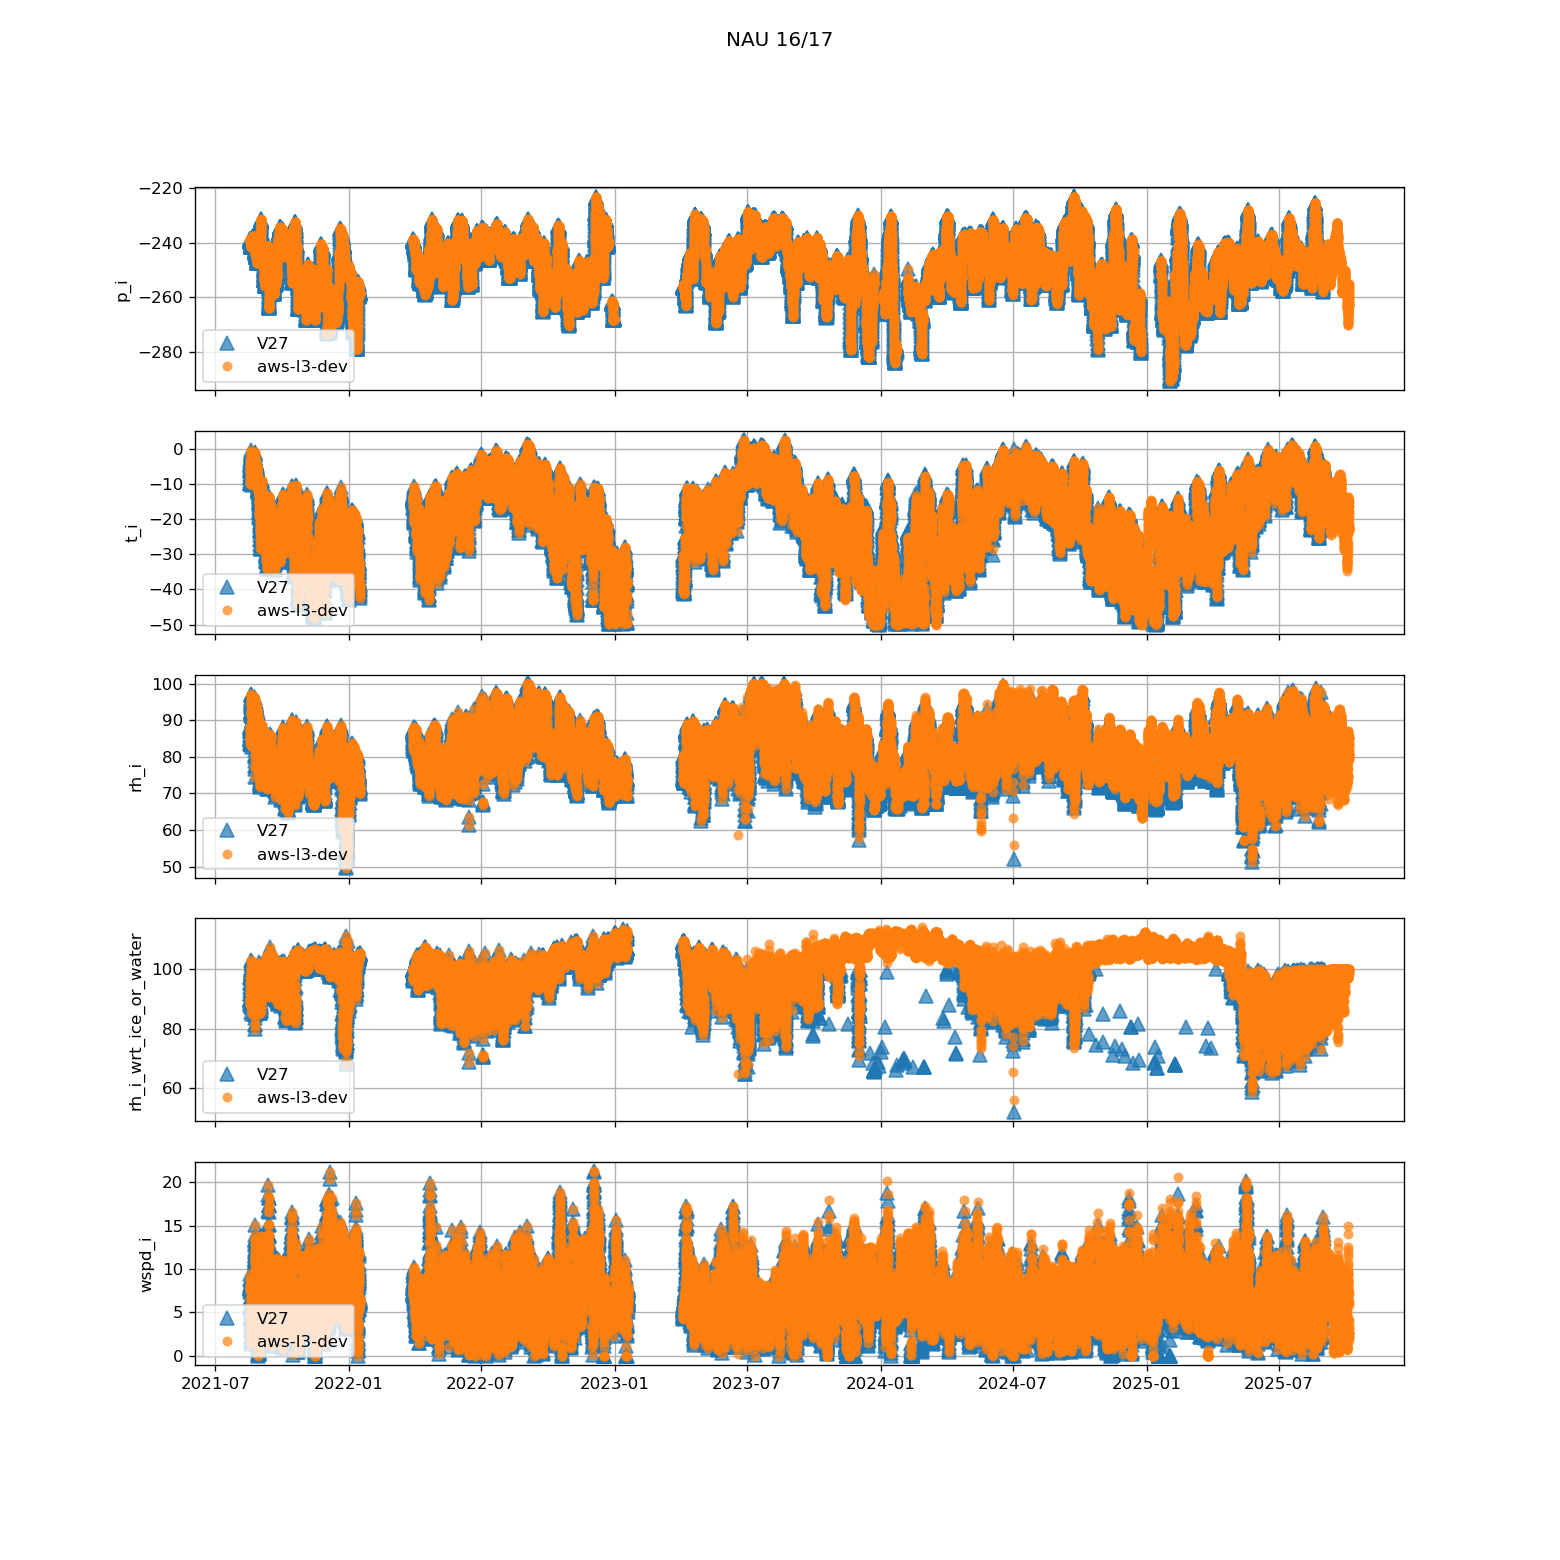 NAU 16/17
−220
−240
−260
−280
p_i
V27
aws-l3-dev
0
−10
−20
−30
−40
−50
t_i
V27
aws-l3-dev
100
90
80
70
60
50
rh_i
V27
aws-l3-dev
100
80
60
rh_i_wrt_ice_or_water
V27
aws-l3-dev
20
15
10
5
0
wspd_i
V27
aws-l3-dev
2021-07 2022-01 2022-07 2023-01 2023-07 2024-01 2024-07 2025-01 2025-07